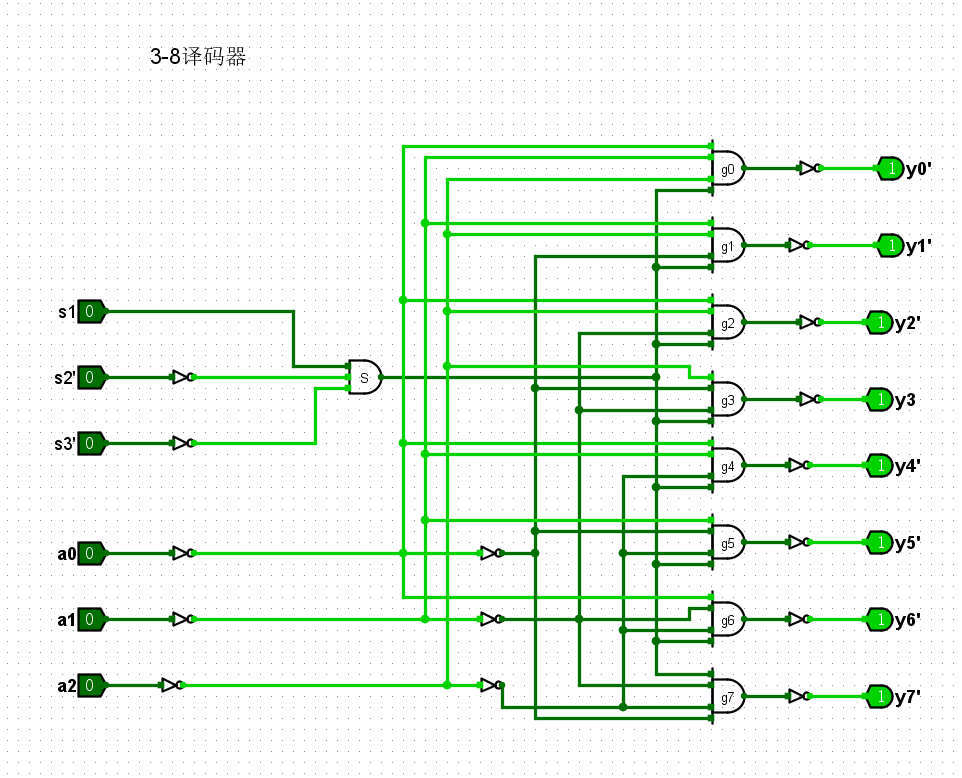 3-8译码器
g0
1 y0'
g1
1 y1'
s1 0
g2
1 y2'
s2' 0
S
g3
1 y3
s3' 0
g4
1 y4'
a0 0
g5
1 y5'
a1 0
g6
1 y6'
a2 0
g7
1 y7'